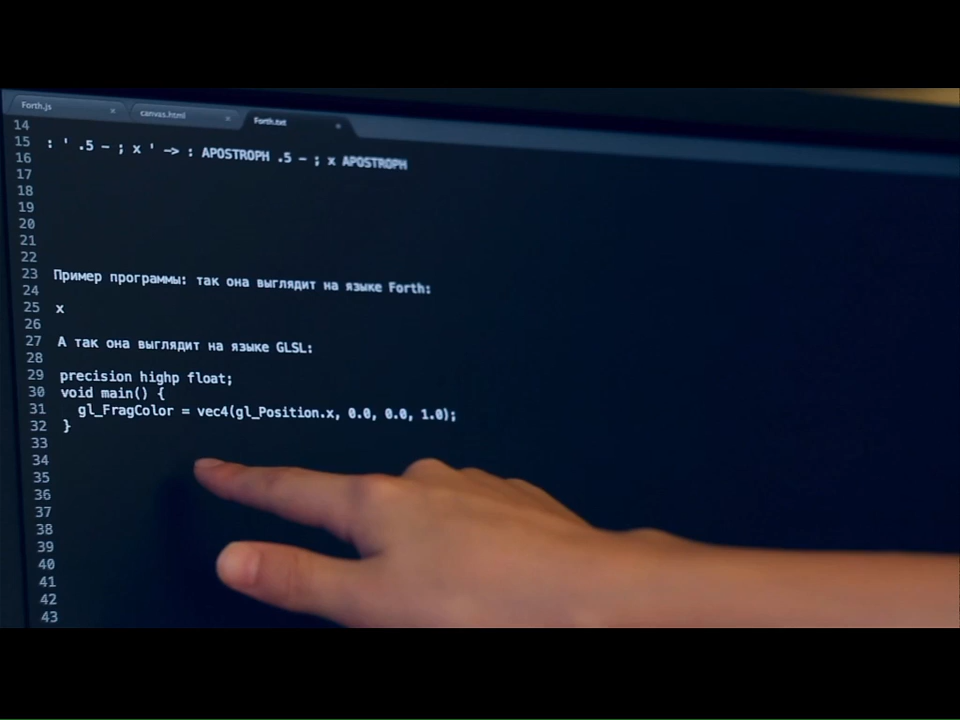 Forth.js
canvas.html
Forth.txt
14
15 : ' .5 - ; x ' -> : APOSTROPH .5 - ; x APOSTROPH
16
17
18
19
20
21
22
23 Пример программы: так она выглядит на языке Forth:
24
25 x
26
27 А так она выглядит на языке GLSL:
28
29 precision highp float;
30 void main() {
31 gl_FragColor = vec4(gl_Position.x, 0.0, 0.0, 1.0);
32 }
33
34
35
36
37
38
39
40
41
42
43